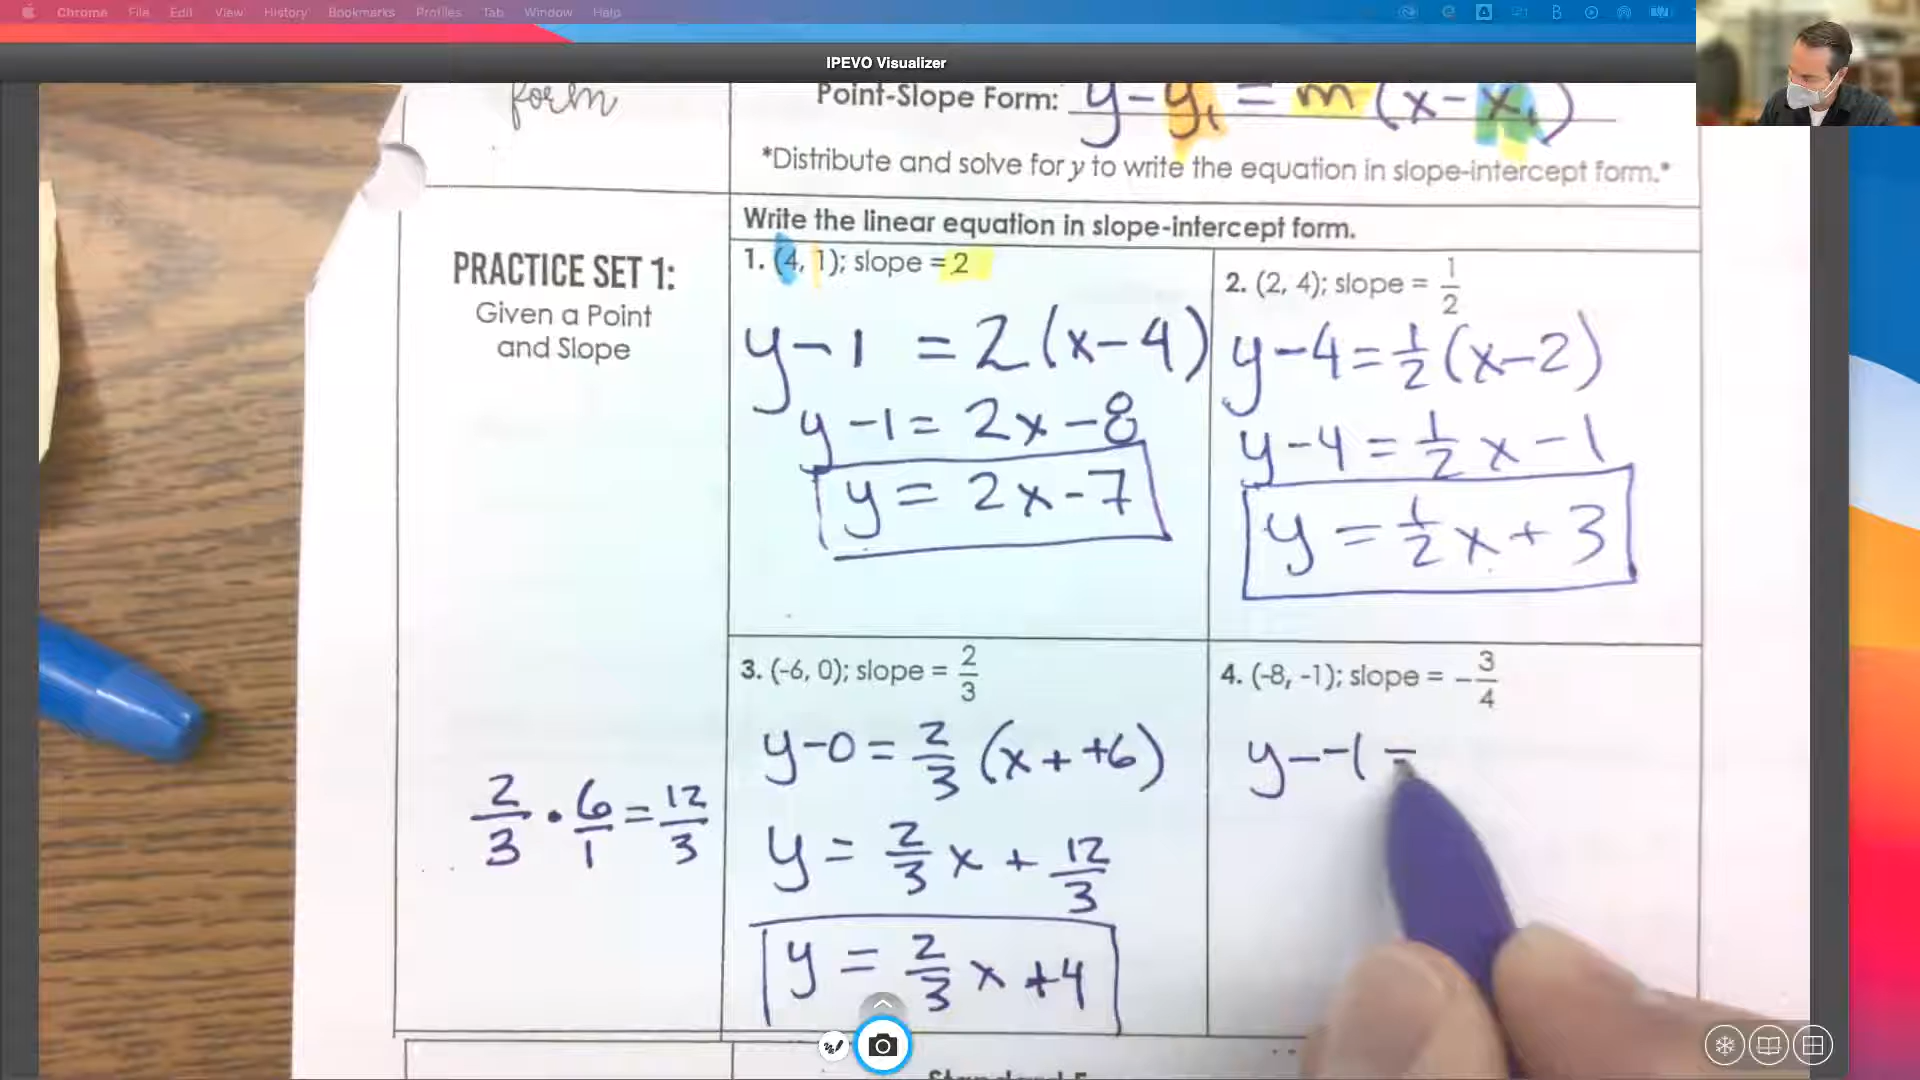 Chrome File Edit View History Bookmarks Profiles Tab Window Help
IPEVO Visualizer
form
Point-Slope Form: y - y₁ = m (x - x₁)
*Distribute and solve for y to write the equation in slope-intercept form.*
Write the linear equation in slope-intercept form.
PRACTICE SET 1:
Given a Point
and Slope
1. (4, 1); slope = 2
y - 1 = 2 (x - 4)
y - 1 = 2x - 8
y = 2x - 7
2. (2, 4); slope = 1/2
y - 4 = 1/2 (x - 2)
y - 4 = 1/2 x - 1
y = 1/2 x + 3
2/3 • 6/1 = 12/3
3. (-6, 0); slope = 2/3
y - 0 = 2/3 (x + +6)
y = 2/3 x + 12/3
y = 2/3 x + 4
4. (-8, -1); slope = - 3/4
y - -1 =